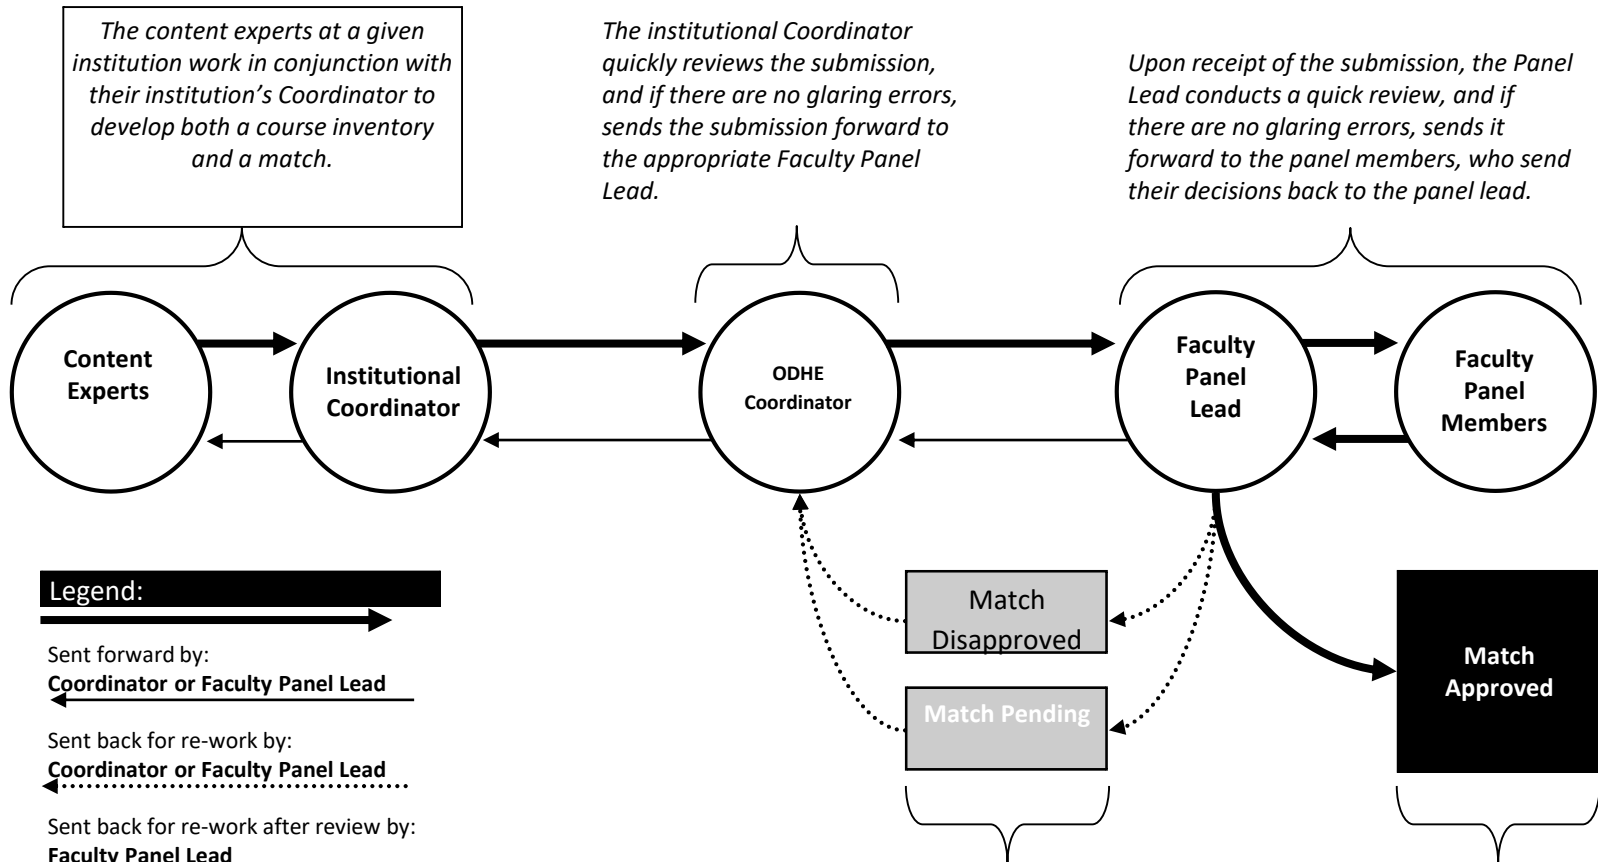 The content experts at a given
institution work in conjunction with
their institution's Coordinator to
develop both a course inventory
and a match.
The institutional Coordinator
quickly reviews the submission,
and if there are no glaring errors,
sends the submission forward to
the appropriate Faculty Panel
Lead.
Upon receipt of the submission, the Panel
Lead conducts a quick review, and if
there are no glaring errors, sends it
forward to the panel members, who send
their decisions back to the panel lead.
Content
Experts
Institutional
Coordinator
ODHE
Coordinator
Faculty
Panel
Lead
Faculty
Panel
Members
Legend:
Sent forward by:
Coordinator or Faculty Panel Lead
Sent back for re-work by:
Coordinator or Faculty Panel Lead
Sent back for re-work after review by:
Faculty Panel Lead
Match
Disapproved
Match Pending
Match
Approved